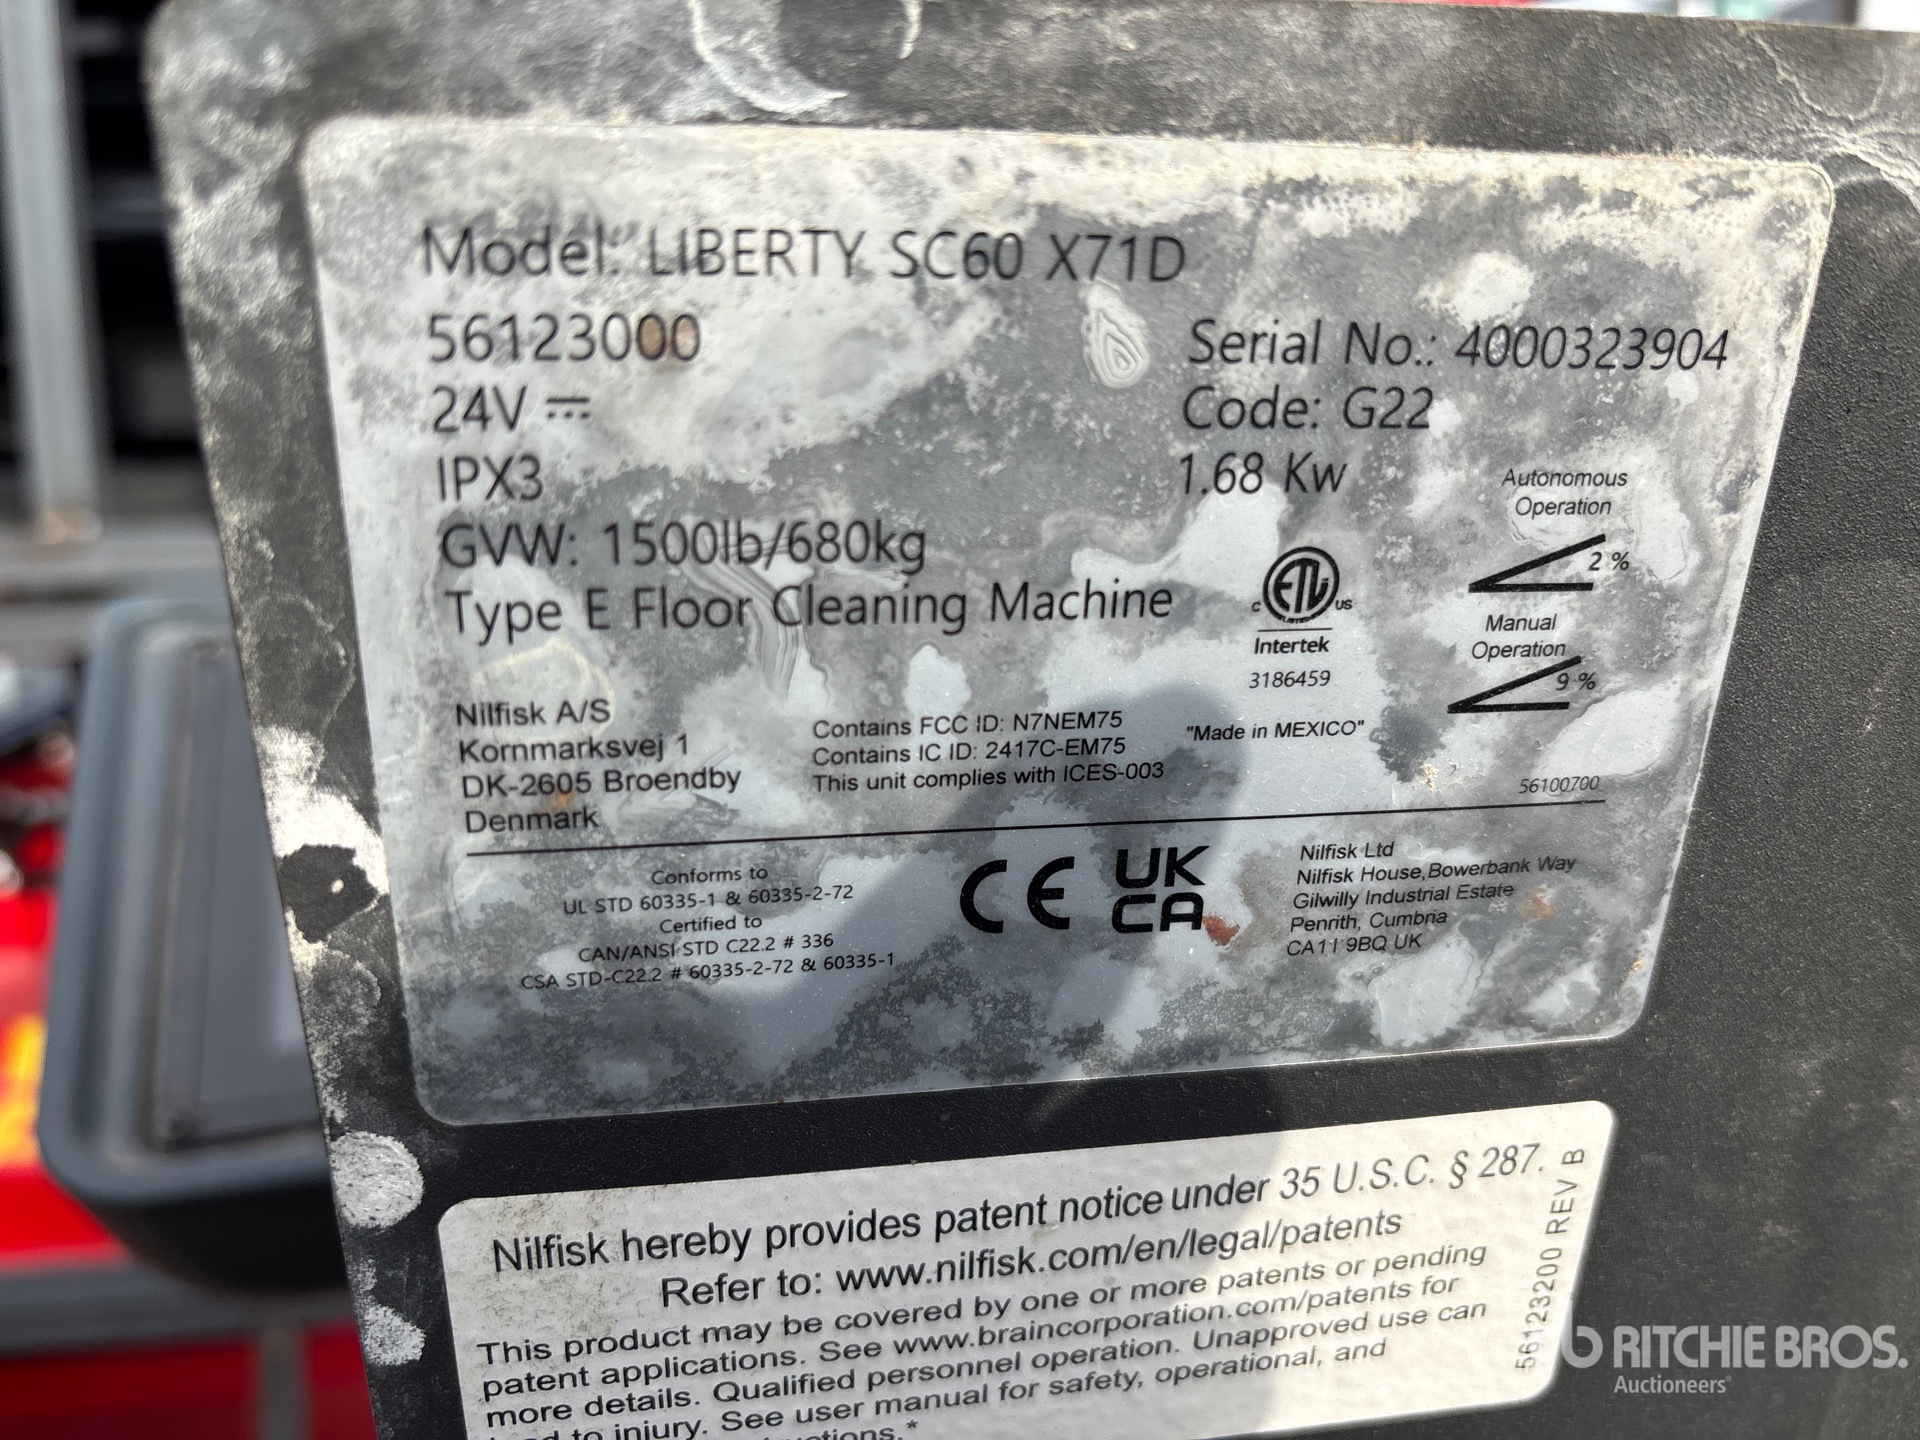 Model: LIBERTY SC60 X71D
56123000
Serial No.: 4000323904
24V
Code: G22
IPX3
1.68 Kw
GVW: 1500lb/680kg
Type E Floor Cleaning Machine
Autonomous
Operation
2 %
Manual
Operation
9 %
C ETL US
Intertek
3186459
Nilfisk A/S
Kornmarksvej 1
DK-2605 Broendby
Denmark
Contains FCC ID: N7NEM75
Contains IC ID: 2417C-EM75
This unit complies with ICES-003
"Made in MEXICO"
56100700
Conforms to
UL STD 60335-1 & 60335-2-72
Certified to
CAN/ANSI STD C22.2 # 336
CSA STD-C22.2 # 60335-2-72 & 60335-1
CE
UK
CA
Nilfisk Ltd
Nilfisk House,Bowerbank Way
Gilwilly Industrial Estate
Penrith, Cumbria
CA11 9BQ UK
Nilfisk hereby provides patent notice under 35 U.S.C. § 287.
Refer to: www.nilfisk.com/en/legal/patents
This product may be covered by one or more patents or pending
patent applications. See www.braincorporation.com/patents for
more details. Qualified personnel operation. Unapproved use can
to injury. See user manual for safety, operational, and
56123200 REV B
RITCHIE BROS.
Auctioneers